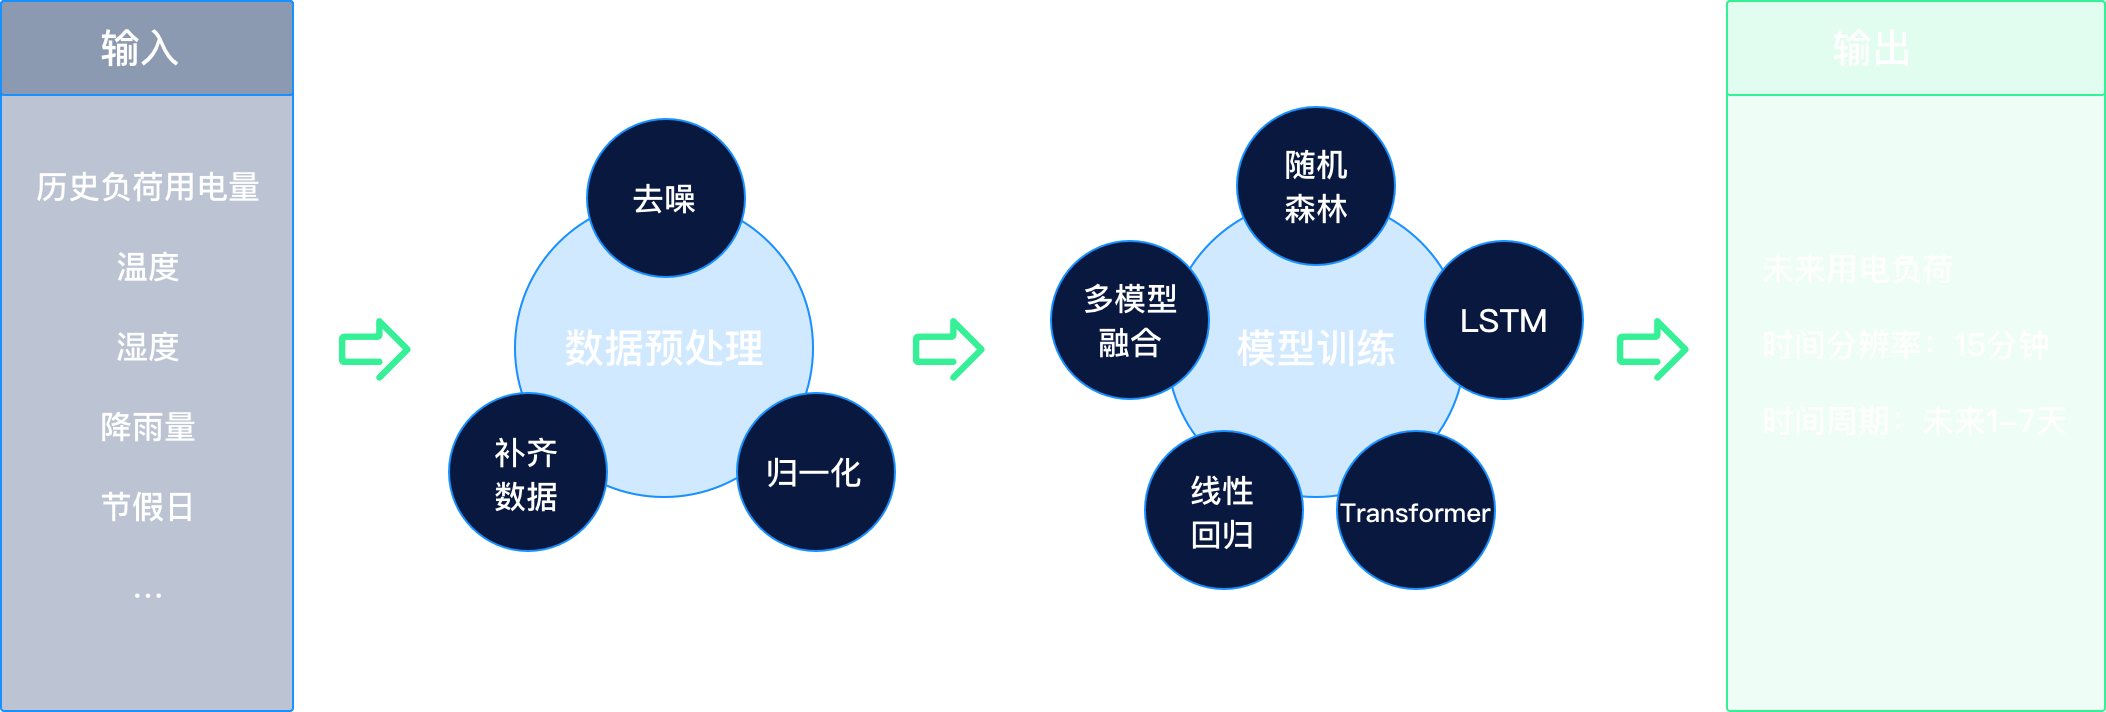 输入
历史负荷用电量
温度
湿度
降雨量
节假日
...
去噪
数据预处理
补齐
数据
归一化
随机
森林
多模型
融合
模型训练
LSTM
线性
回归
Transformer
输出
未来用电负荷
时间分辨率：15分钟
时间周期：未来1-7天